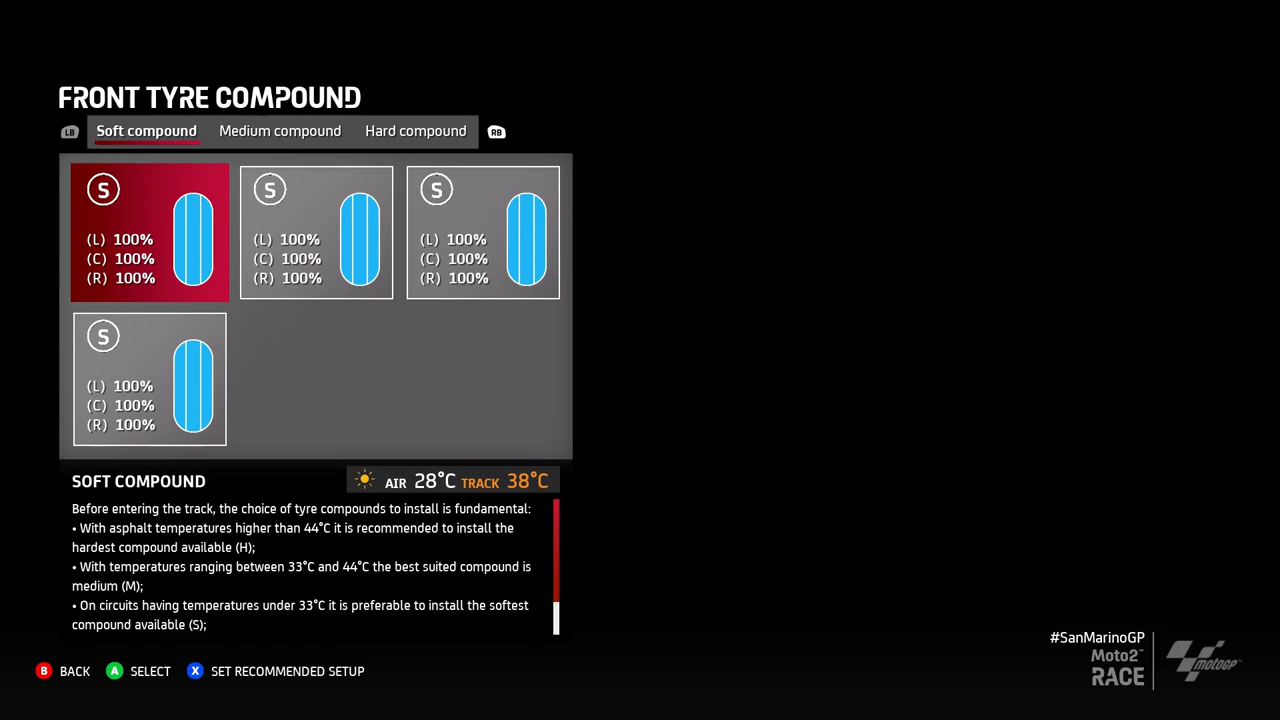 FRONT TYRE COMPOUND
LB Soft compound Medium compound Hard compound RB
S S S
(L) 100% (L) 100% (L) 100%
(C) 100% (C) 100% (C) 100%
(R) 100% (R) 100% (R) 100%
S
(L) 100%
(C) 100%
(R) 100%
SOFT COMPOUND AIR 28°C TRACK 38°C
Before entering the track, the choice of tyre compounds to install is fundamental:
• With asphalt temperatures higher than 44°C it is recommended to install the
hardest compound available (H);
• With temperatures ranging between 33°C and 44°C the best suited compound is
medium (M);
• On circuits having temperatures under 33°C it is preferable to install the softest
compound available (S);
#SanMarinoGP
Moto2™
RACE
motoGP™
B BACK A SELECT X SET RECOMMENDED SETUP